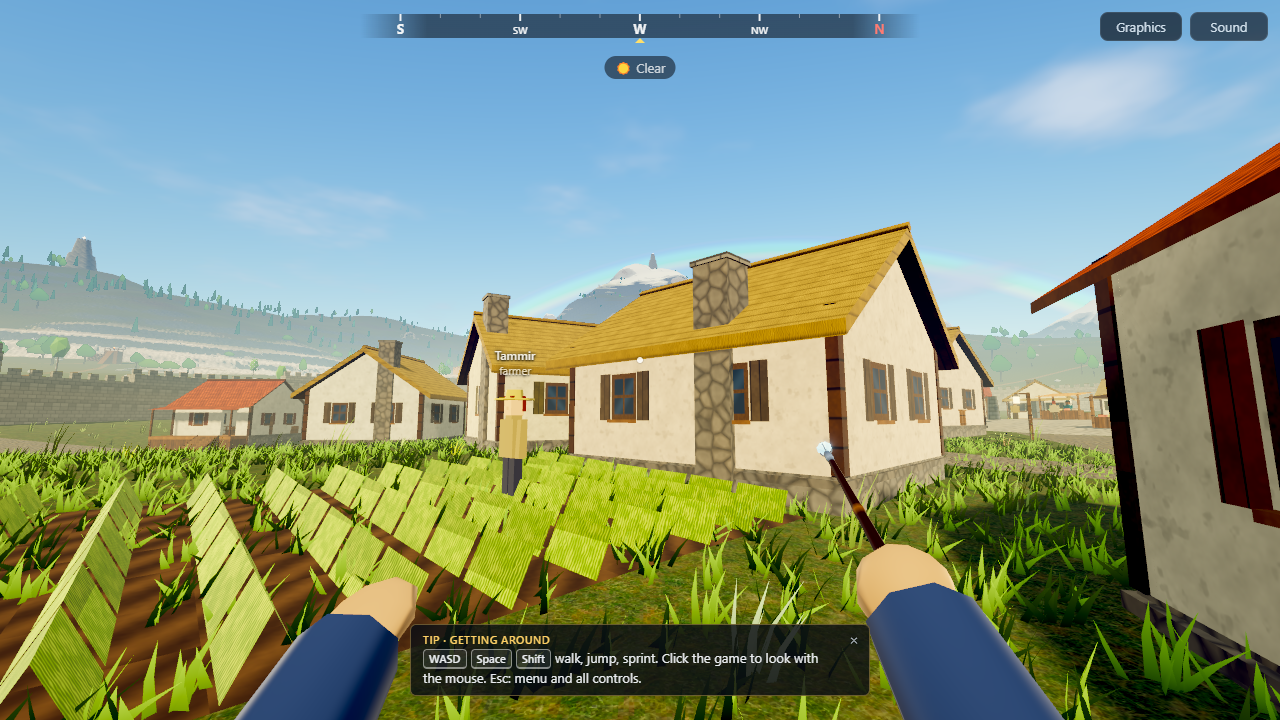 S SW W NW N
Graphics Sound
Clear
Tammir
farmer
TIP · GETTING AROUND
WASD Space Shift walk, jump, sprint. Click the game to look with
the mouse. Esc: menu and all controls.